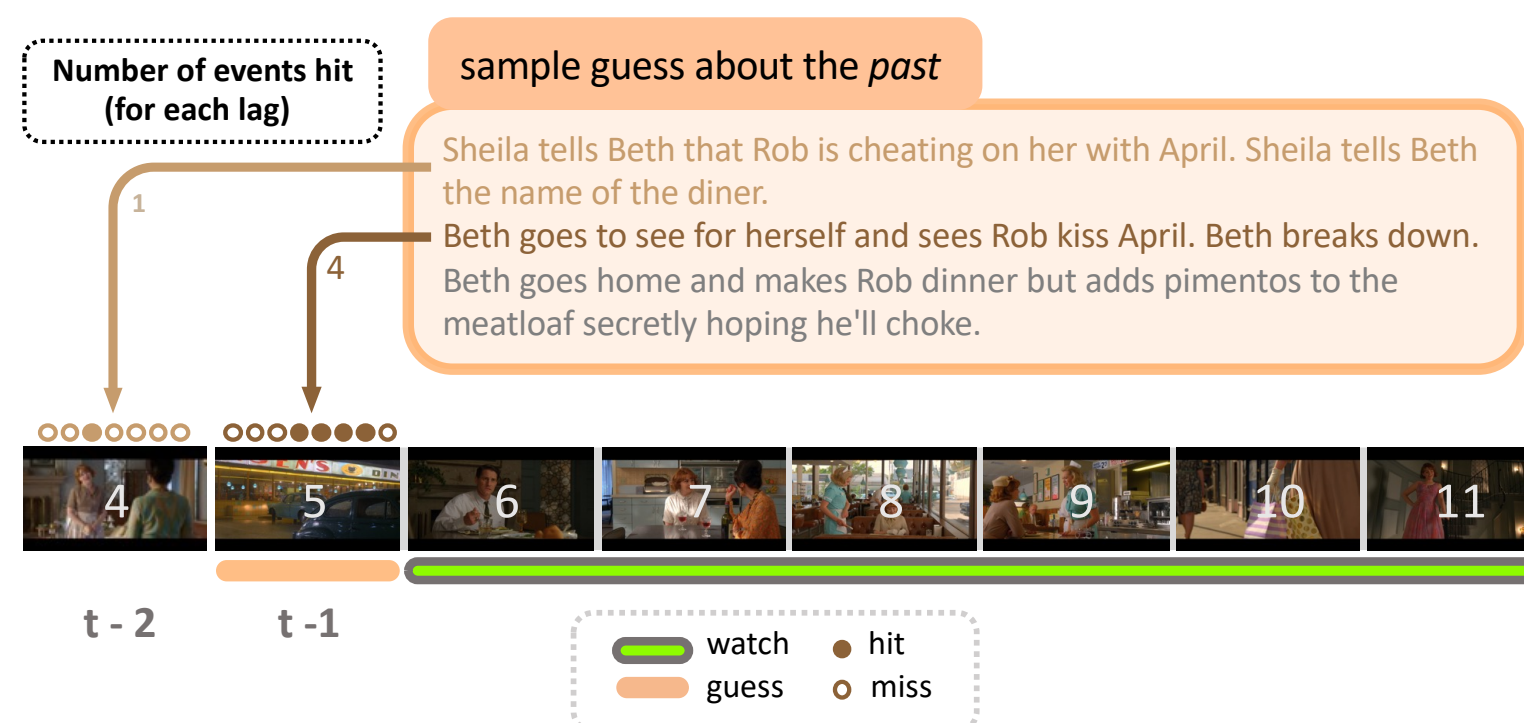 Number of events hit
(for each lag)
sample guess about the past
Sheila tells Beth that Rob is cheating on her with April. Sheila tells Beth
the name of the diner.
Beth goes to see for herself and sees Rob kiss April. Beth breaks down.
Beth goes home and makes Rob dinner but adds pimentos to the
meatloaf secretly hoping he'll choke.
1
4
4
5
6
7
8
9
10
11
t - 2
t -1
watch
hit
guess
miss